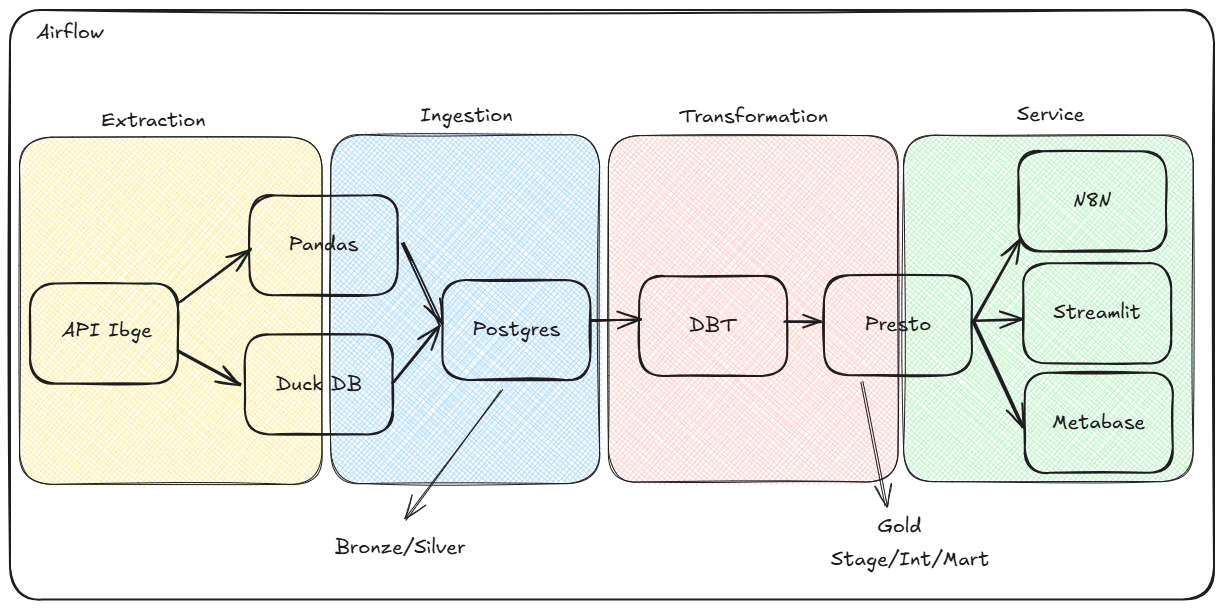 Airflow
Extraction
Ingestion
Transformation
Service
API Ibge
Pandas
Duck DB
Postgres
DBT
Presto
N8N
Streamlit
Metabase
Bronze/Silver
Gold
Stage/Int/Mart